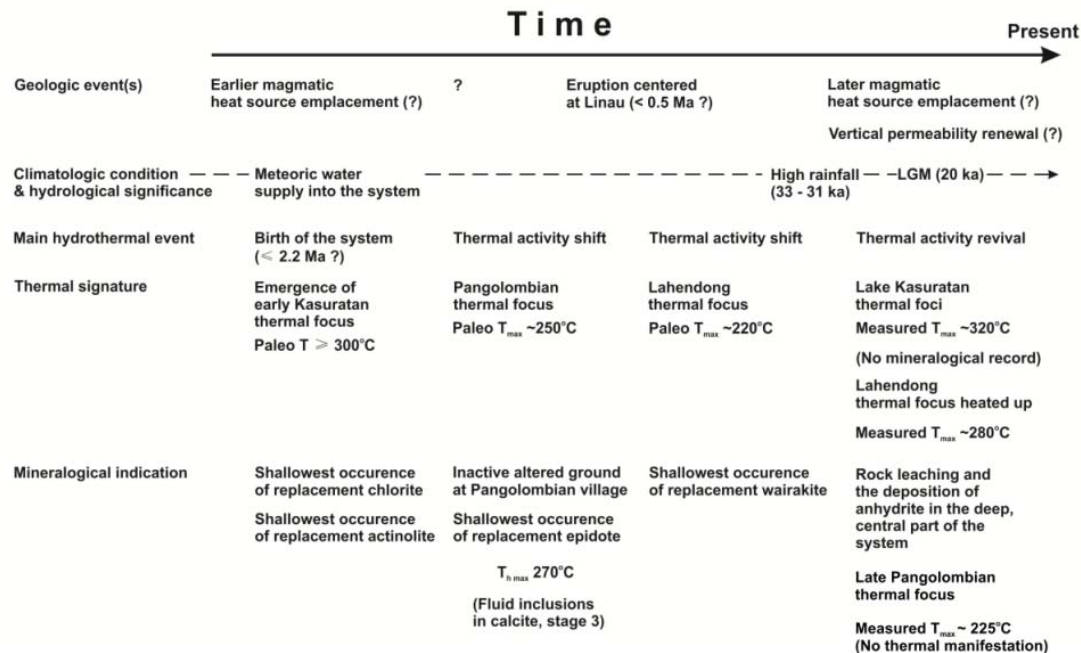 Time
Present
Geologic event(s)
Earlier magmatic
heat source emplacement (?)
?
Eruption centered
at Linau (< 0.5 Ma ?)
Later magmatic
heat source emplacement (?)
Vertical permeability renewal (?)
Climatologic condition
& hydrological significance
Meteoric water
supply into the system
High rainfall
(33 - 31 ka)
LGM (20 ka)
Main hydrothermal event
Birth of the system
(≤ 2.2 Ma ?)
Thermal activity shift
Thermal activity shift
Thermal activity revival
Thermal signature
Emergence of
early Kasuratan
thermal focus
Paleo T ≥ 300°C
Pangolombian
thermal focus
Paleo Tmax ~250°C
Lahendong
thermal focus
Paleo Tmax ~220°C
Lake Kasuratan
thermal foci
Measured Tmax ~320°C
(No mineralogical record)
Lahendong
thermal focus heated up
Measured Tmax ~280°C
Mineralogical indication
Shallowest occurence
of replacement chlorite
Shallowest occurence
of replacement actinolite
Inactive altered ground
at Pangolombian village
Shallowest occurence
of replacement epidote
Th max 270°C
(Fluid inclusions
in calcite, stage 3)
Shallowest occurence
of replacement wairakite
Rock leaching and
the deposition of
anhydrite in the deep,
central part of the
system
Late Pangolombian
thermal focus
Measured Tmax ~ 225°C
(No thermal manifestation)